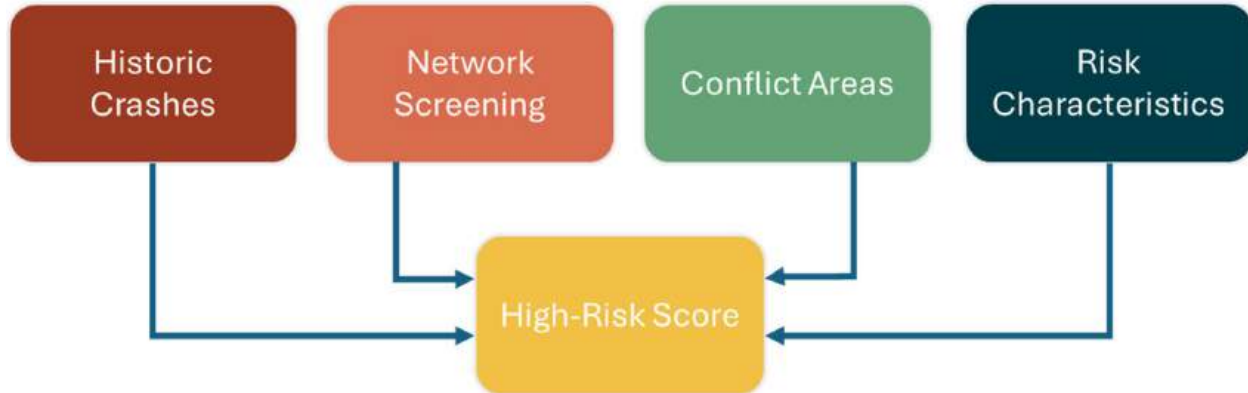 Historic
Crashes
Network
Screening
Conflict Areas
Risk
Characteristics
High-Risk Score